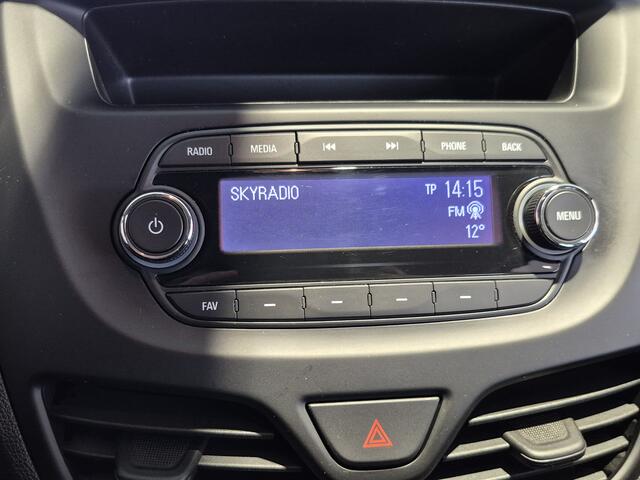 RADIO MEDIA PHONE BACK
SKYRADIO TP 14:15
FM
12°
MENU
FAV